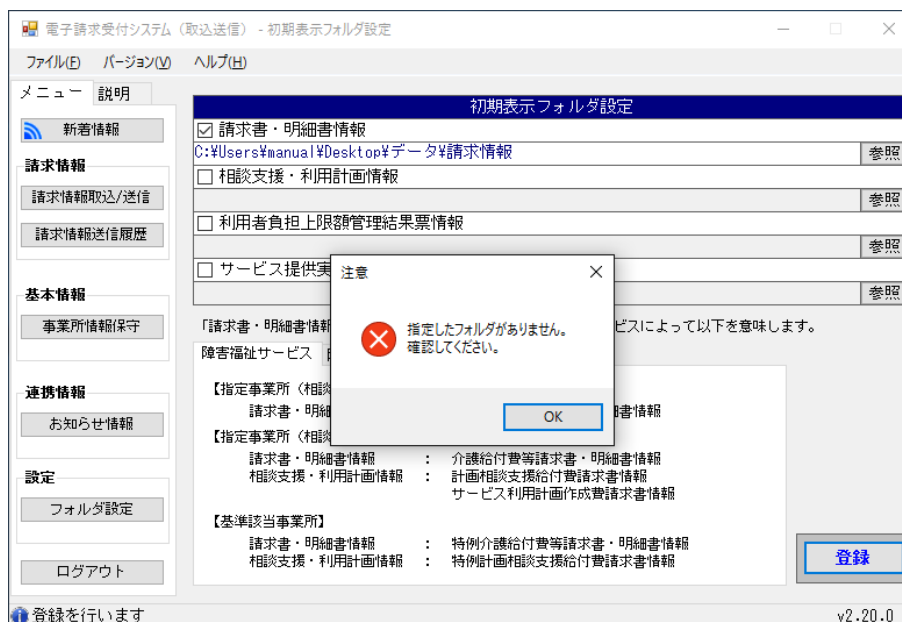 電子請求受付システム（取込送信） - 初期表示フォルダ設定
ファイル(F) バージョン(V) ヘルプ(H)
メニュー 説明
新着情報
請求情報
請求情報取込/送信
請求情報送信履歴
基本情報
事業所情報保守
連携情報
お知らせ情報
設定
フォルダ設定
ログアウト
初期表示フォルダ設定
請求書・明細書情報
C:¥Users¥manual¥Desktop¥データ¥請求情報
参照
相談支援・利用計画情報
参照
利用者負担上限額管理結果票情報
参照
サービス提供実
参照
注意
指定したフォルダがありません。
確認してください。
OK
「請求書・明細書情報 ビスによって以下を意味します。
障害福祉サービス
【指定事業所（相談
請求書・明細 書情報
【指定事業所（相談
請求書・明細書情報 ： 介護給付費等請求書・明細書情報
相談支援・利用計画情報 ： 計画相談支援給付費請求書情報
サービス利用計画作成費請求書情報
【基準該当事業所】
請求書・明細書情報 ： 特例介護給付費等請求書・明細書情報
相談支援・利用計画情報 ： 特例計画相談支援給付費請求書情報
登録
登録を行います v2.20.0